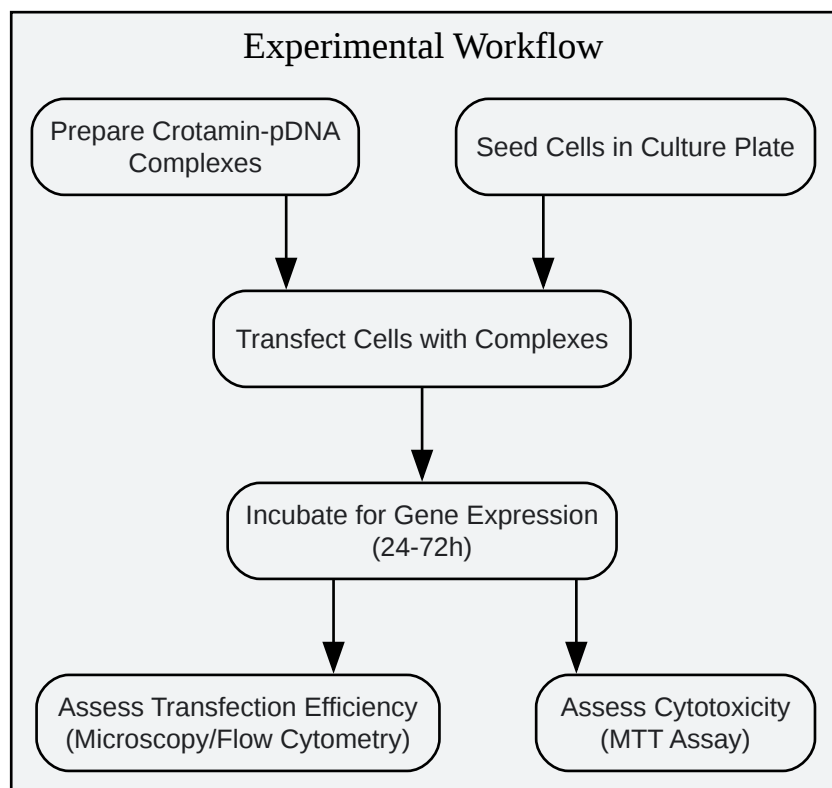 Experimental Workflow
Prepare Crotamin-pDNA
Complexes
Seed Cells in Culture Plate
Transfect Cells with Complexes
Incubate for Gene Expression
(24-72h)
Assess Transfection Efficiency
(Microscopy/Flow Cytometry)
Assess Cytotoxicity
(MTT Assay)